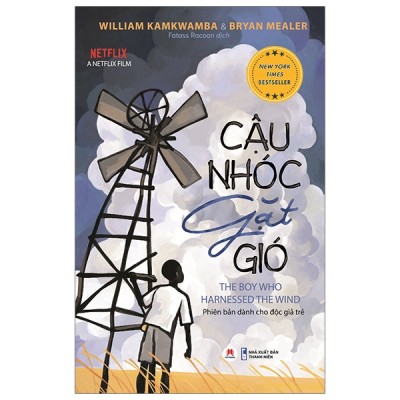 WILLIAM KAMKWAMBA & BRYAN MEALER
Fatass Racoon dịch
NETFLIX
A NETFLIX FILM
NEW YORK
TIMES
BESTSELLER
CẬU
NHÓC
Gặt
GIÓ
THE BOY WHO
HARNESSED THE WIND
Phiên bản dành cho độc giả trẻ
NHÀ XUẤT BẢN
THANH NIÊN